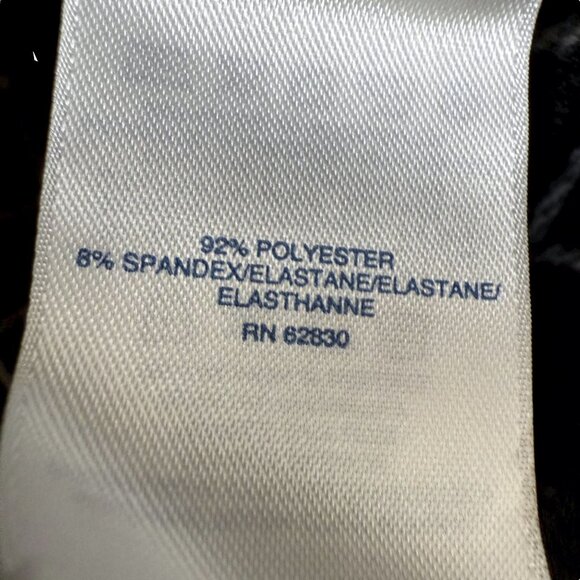 92% POLYESTER
8% SPANDEX/ELASTANE/ELASTANE/
ELASTHANNE
RN 62830